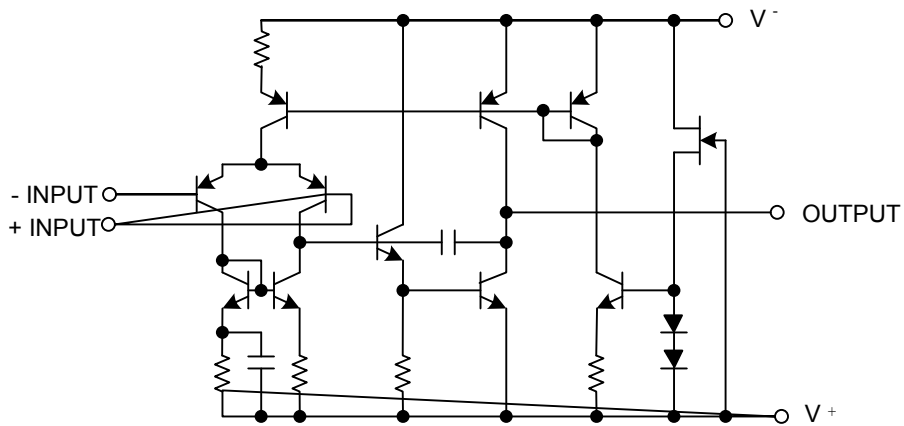 V -
- INPUT
+ INPUT
OUTPUT
V +